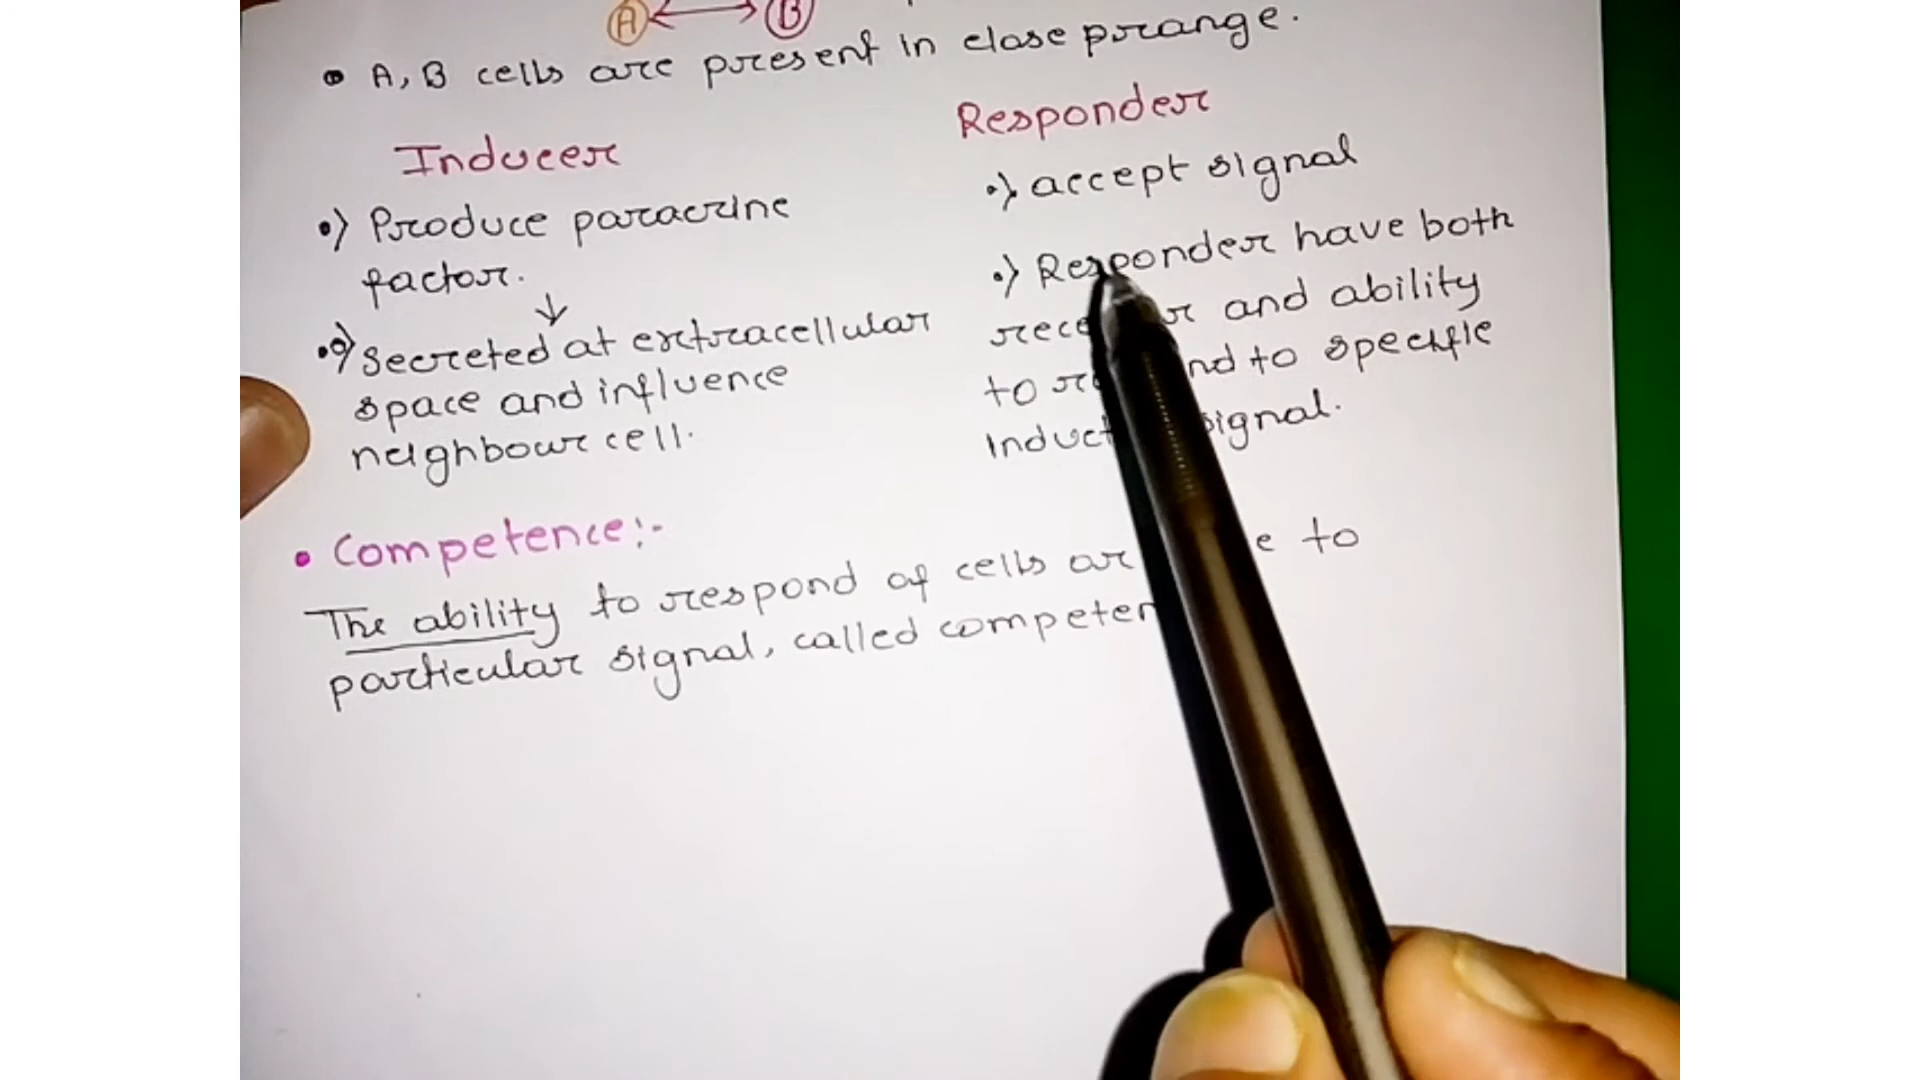 A B
• A, B cells are present in close prange.
Inducer
•) Produce paracrine
factor.
↓
•) Secreted at extracellular
space and influence
neighbour cell.
Responder
•) accept signal
•) Responder have both
and ability
to to specific
signal.
• Competence:-
The ability to respond of cells to
particular signal, called